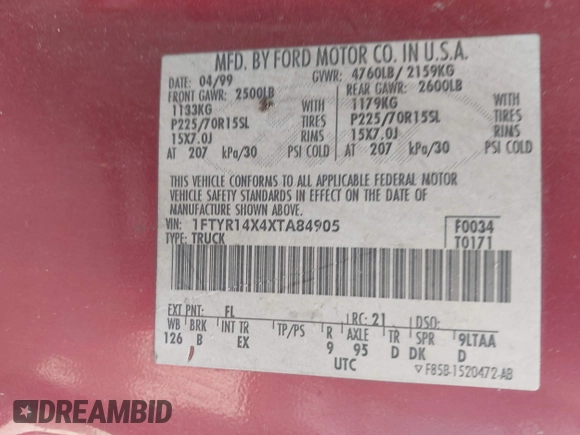 MFD. BY FORD MOTOR CO. IN U.S.A.
DATE: 04/99 GVWR: 4760LB/ 2159KG
FRONT GAWR: 2500LB REAR GAWR: 2600LB
1133KG WITH 1179KG WITH
P225/70R15SL TIRES P225/70R15SL TIRES
15X7.0J RIMS 15X7.0J RIMS
AT 207 kPa/30 PSI COLD AT 207 kPa/30 PSI COLD
THIS VEHICLE CONFORMS TO ALL APPLICABLE FEDERAL MOTOR
VEHICLE SAFETY STANDARDS IN EFFECT ON THE DATE OF
MANUFACTURE SHOWN ABOVE.
VIN: 1FTYR14X4XTA84905 F0034
TYPE: TRUCK T0171
EXT PNT: FL RC: 21 DSO:
WB BRK INT TR TP/PS R AXLE TR SPR 9LTAA
126 B EX 9 95 D DK D
UTC F85B-1520472-AB
DREAMBID